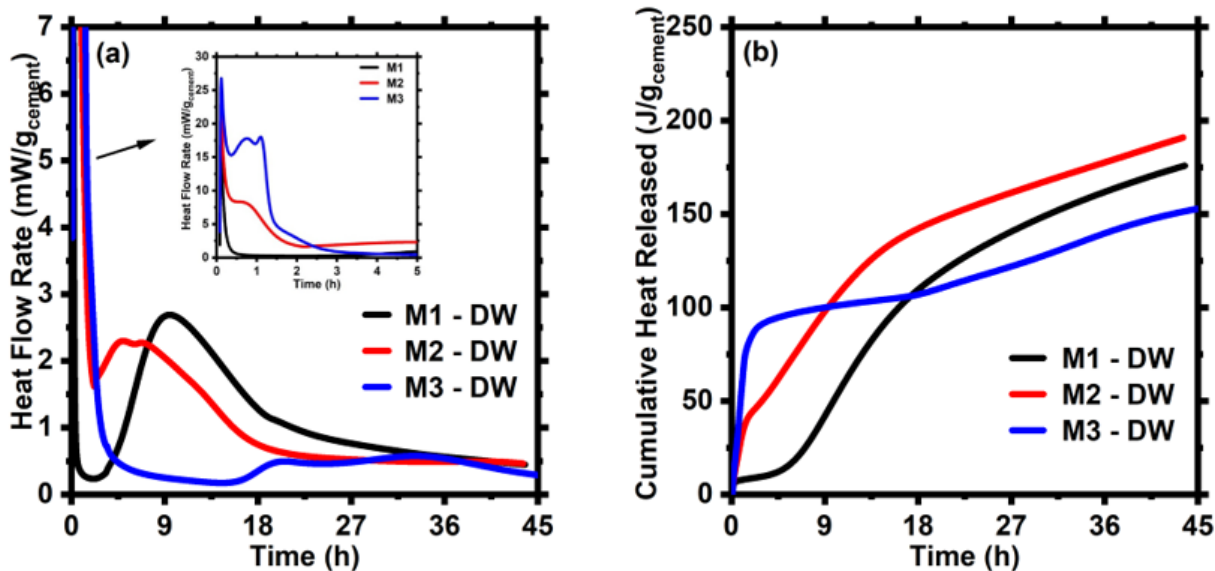 (a)
Heat Flow Rate (mW/gcement)
7
6
5
4
3
2
1
0
0 9 18 27 36 45
Time (h)
M1 - DW
M2 - DW
M3 - DW
Heat Flow Rate (mW/gcement)
30
25
20
15
10
5
0
0 1 2 3 4 5
Time (h)
M1
M2
M3
(b)
Cumulative Heat Released (J/gcement)
250
200
150
100
50
0
0 9 18 27 36 45
Time (h)
M1 - DW
M2 - DW
M3 - DW